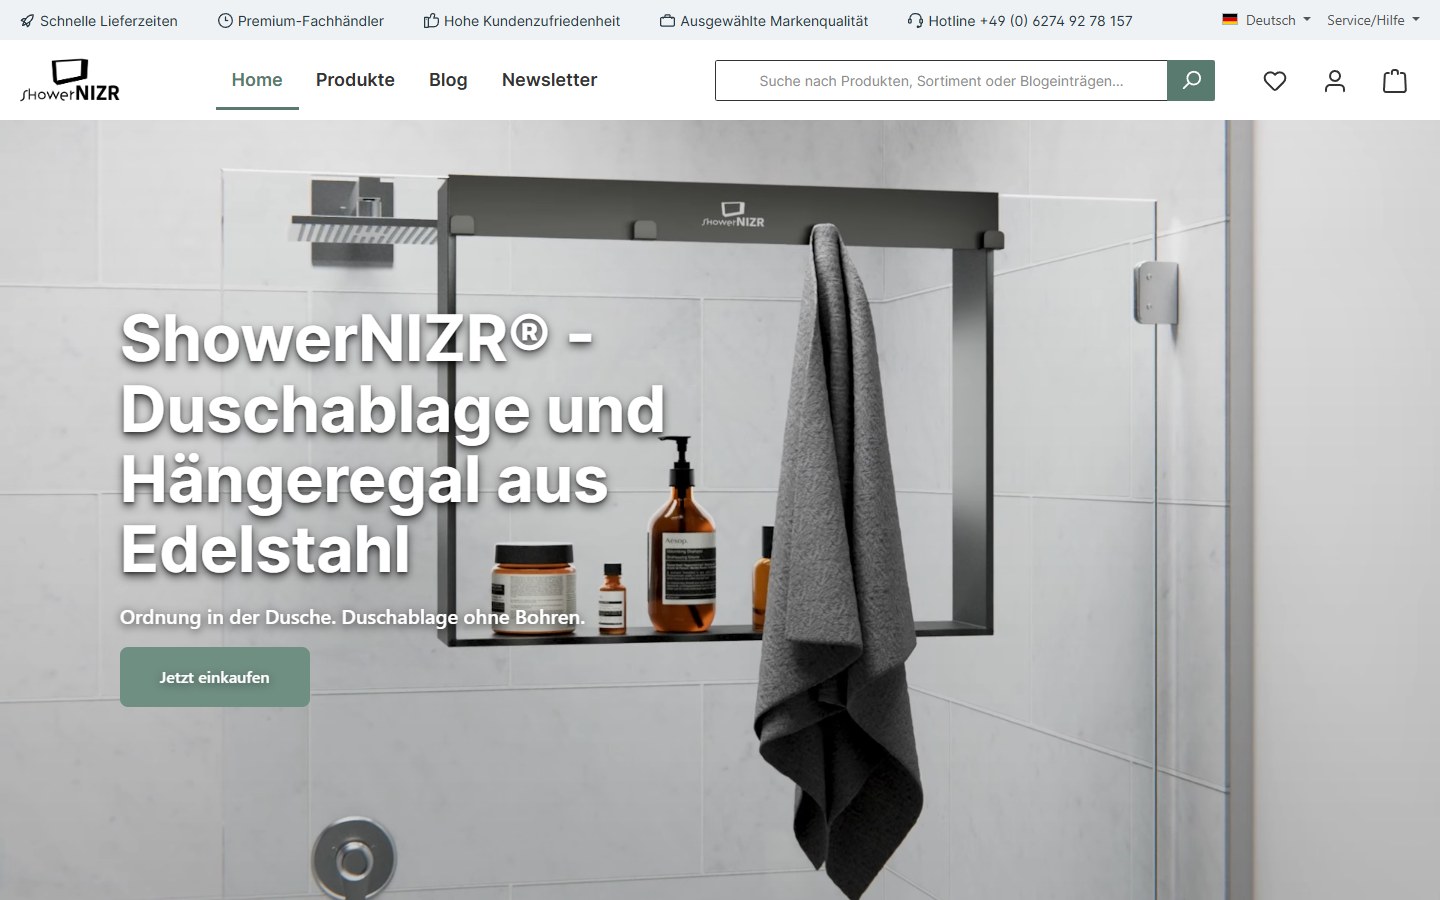 Schnelle Lieferzeiten
Premium-Fachhändler
Hohe Kundenzufriedenheit
Ausgewählte Markenqualität
Hotline +49 (0) 6274 92 78 157
Deutsch
Service/Hilfe
ShowerNIZR
Home
Produkte
Blog
Newsletter
Suche nach Produkten, Sortiment oder Blogeinträgen...
ShowerNIZR
ShowerNIZR® -
Duschablage und
Hängeregal aus
Edelstahl
Ordnung in der Dusche. Duschablage ohne Bohren.
Jetzt einkaufen